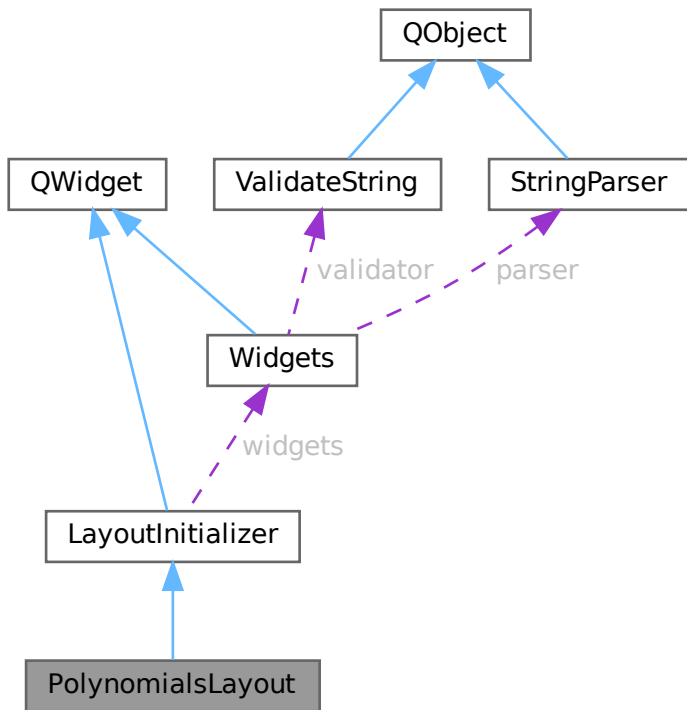 QObject
QWidget
ValidateString
StringParser
validator
parser
Widgets
widgets
LayoutInitializer
PolynomialsLayout